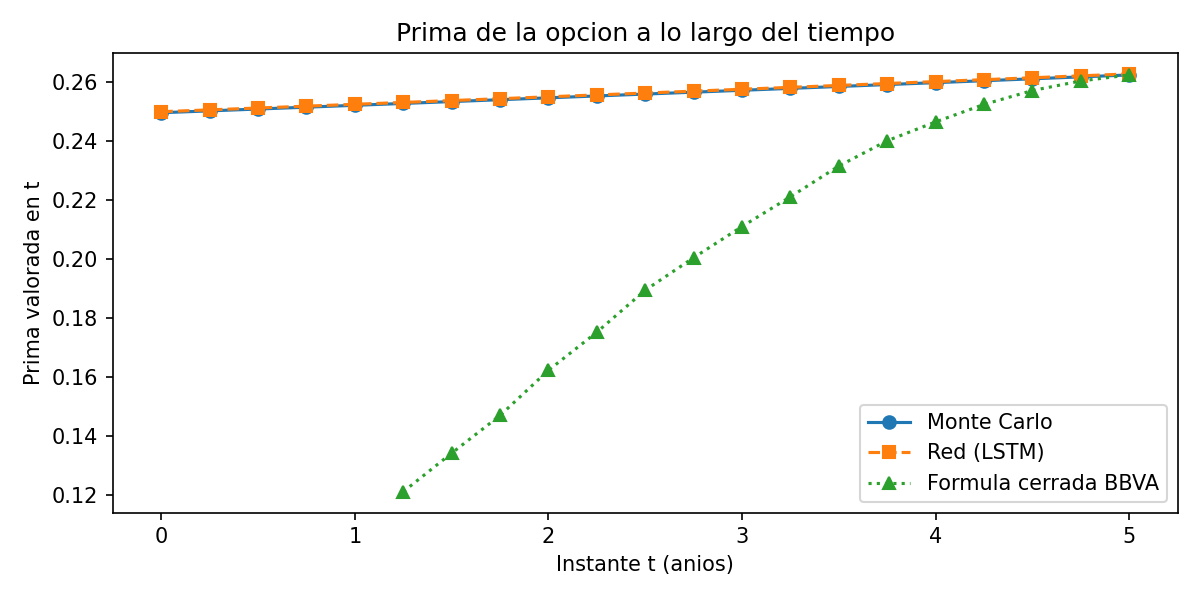 Prima de la opcion a lo largo del tiempo
Prima valorada en t
0.26
0.24
0.22
0.20
0.18
0.16
0.14
0.12
Monte Carlo
Red (LSTM)
Formula cerrada BBVA
0 1 2 3 4 5
Instante t (anios)